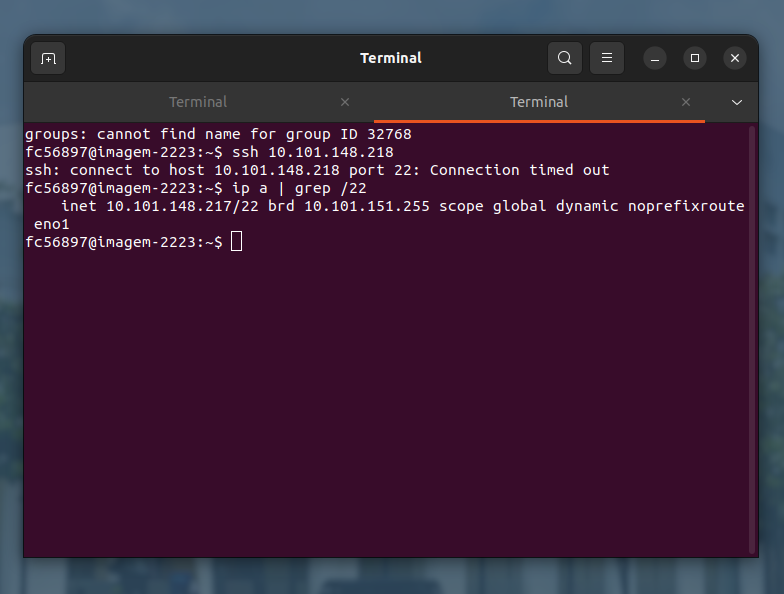 Terminal
Terminal
Terminal
groups: cannot find name for group ID 32768
fc56897@imagem-2223:~$ ssh 10.101.148.218
ssh: connect to host 10.101.148.218 port 22: Connection timed out
fc56897@imagem-2223:~$ ip a | grep /22
    inet 10.101.148.217/22 brd 10.101.151.255 scope global dynamic noprefixroute
 eno1
fc56897@imagem-2223:~$